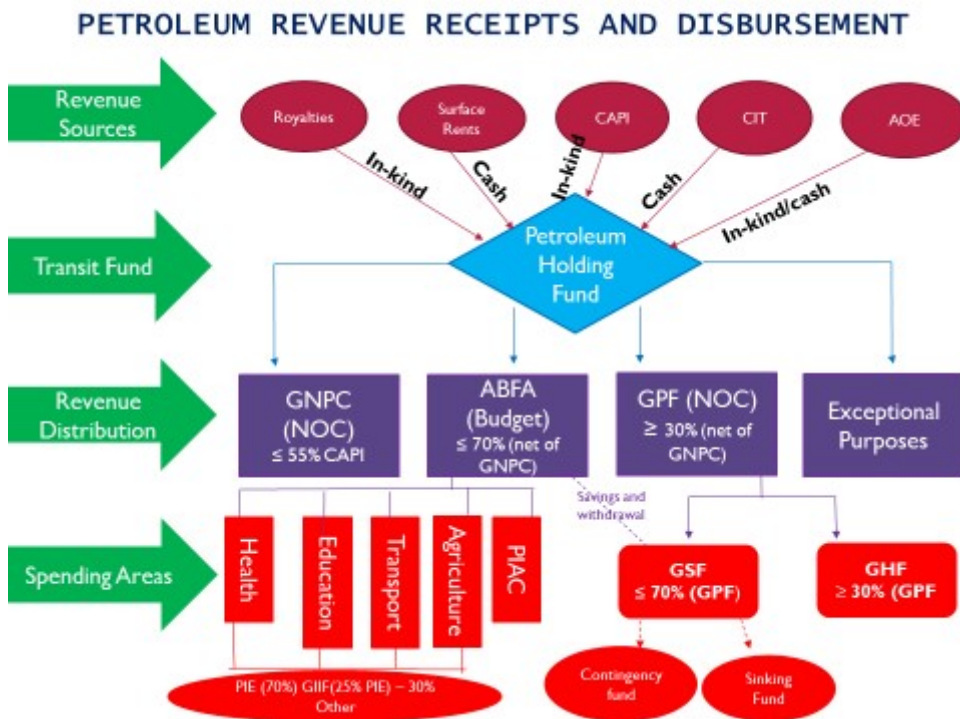 PETROLEUM REVENUE RECEIPTS AND DISBURSEMENT
Revenue
Sources
Royalties
Surface
Rents
CAPI
CIT
AOE
In-kind
Cash
In-kind
Cash
In-kind/cash
Transit Fund
Petroleum
Holding
Fund
Revenue
Distribution
GNPC
(NOC)
≤ 55% CAPI
ABFA
(Budget)
≤ 70% (net of
GNPC)
GPF (NOC)
≥ 30% (net of
GNPC)
Exceptional
Purposes
Savings and
withdrawal
Spending Areas
Health
Education
Transport
Agriculture
PIAC
GSF
≤ 70% (GPF)
GHF
≥ 30% (GPF
PIE (70%) GIIF(25% PIE) – 30%
Other
Contingency
fund
Sinking
Fund